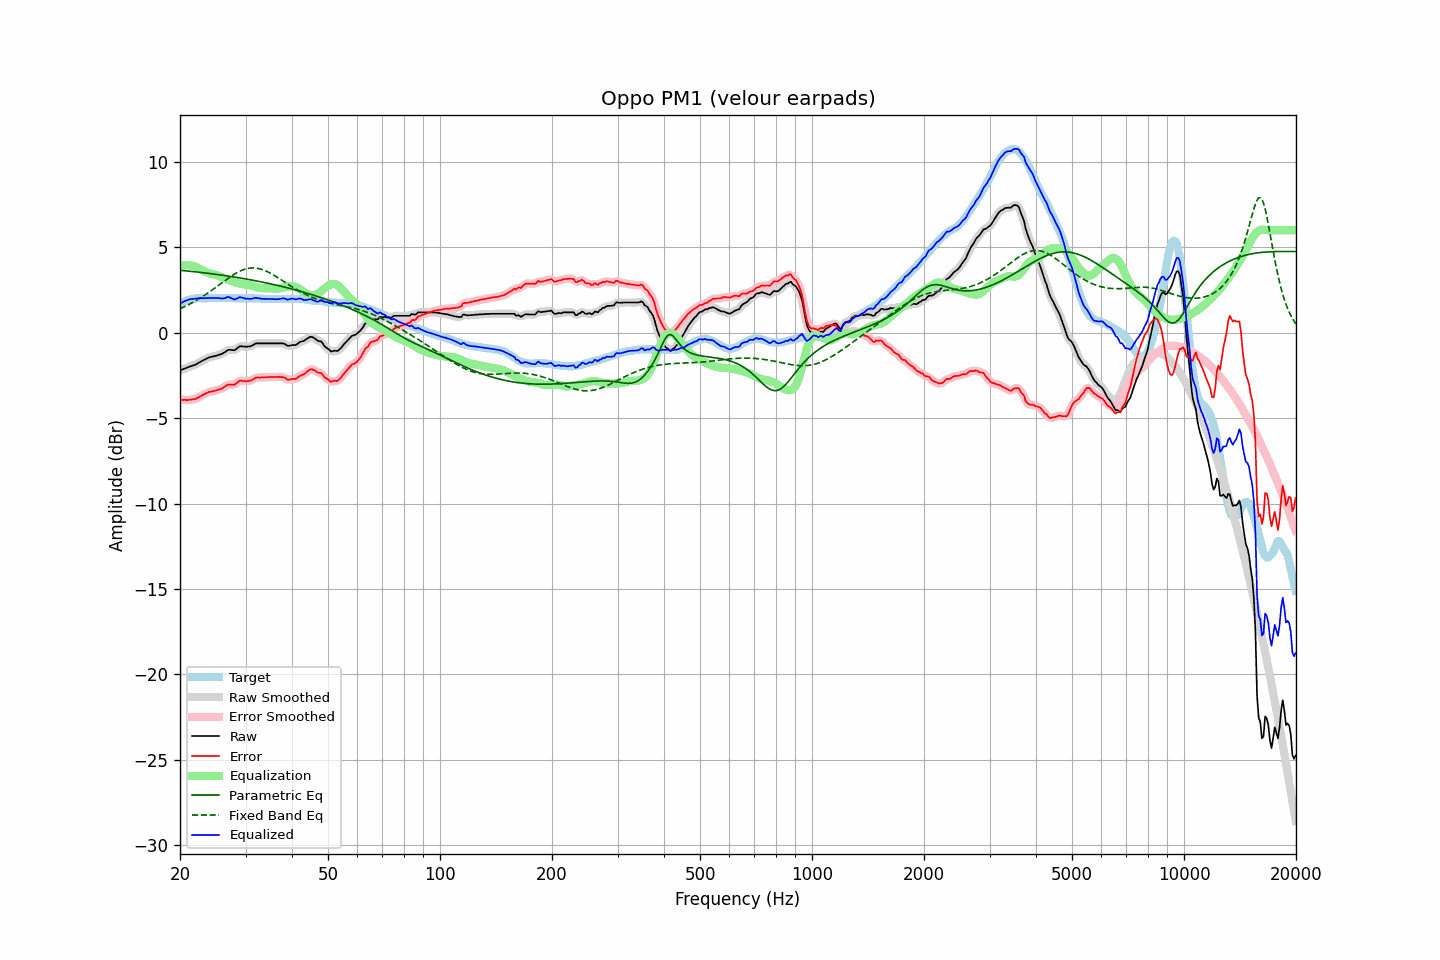 Oppo PM1 (velour earpads)
Amplitude (dBr)
10
5
0
−5
−10
−15
−20
−25
−30
Target
Raw Smoothed
Error Smoothed
Raw
Error
Equalization
Parametric Eq
Fixed Band Eq
Equalized
20 50 100 200 500 1000 2000 5000 10000 20000
Frequency (Hz)